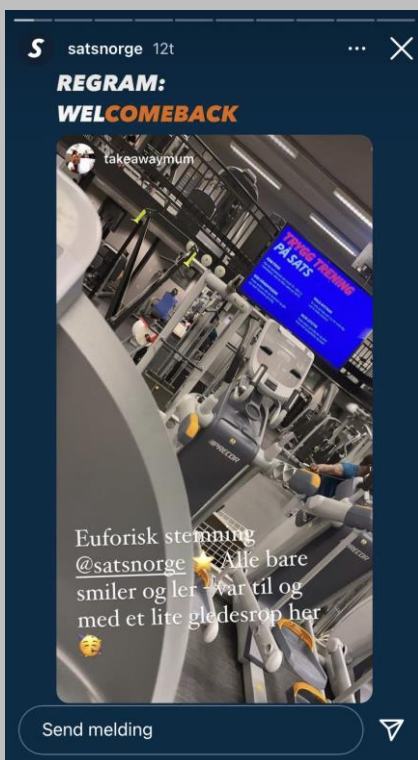 satsnorge 12t
REGRAM:
WELCOMEBACK
takeawaymum
TRYGG TRENING
PÅ SATS
PRECOR
Euforisk stemning
@satsnorge Alle bare
smiler og ler - var til og
med et lite gledesrop her
Send melding